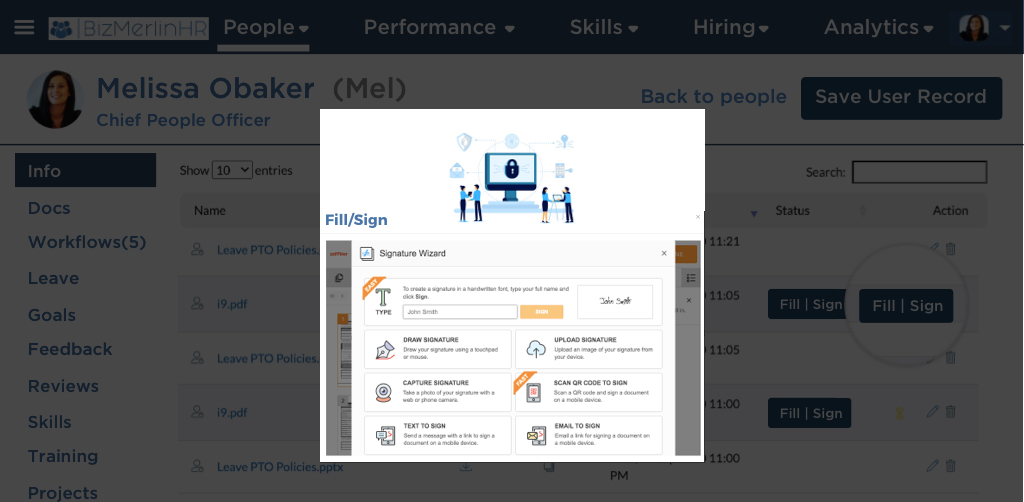 BizMerlinHR People Performance Skills Hiring Analytics
Melissa Obaker (Mel)
Chief People Officer
Back to people Save User Record
Info
Docs
Workflows(5)
Leave
Goals
Feedback
Reviews
Skills
Training
Projects
Show 10 entries
Search:
Name Status Action
Leave PTO Policies. 11:21
i9.pdf 11:05 Fill | Sign Fill | Sign
Leave PTO Policies. 11:05
i9.pdf 11:00 Fill | Sign
Leave PTO Policies.pptx 11:00
PM
Fill/Sign
×
Signature Wizard ×
EASY
T
TYPE
To create a signature in a handwritten font, type your full name and
click Sign.
John Smith SIGN
John Smith
DRAW SIGNATURE
Draw your signature using a touchpad
or mouse.
UPLOAD SIGNATURE
Upload an image of your signature from
your device.
CAPTURE SIGNATURE
Take a photo of your signature with a
web or phone camera.
FAST
SCAN QR CODE TO SIGN
Scan a QR code and sign a document
on a mobile device.
TEXT TO SIGN
Send a message with a link to sign a
document on a mobile device.
EMAIL TO SIGN
Email a link for signing a document on
a mobile device.
1
2